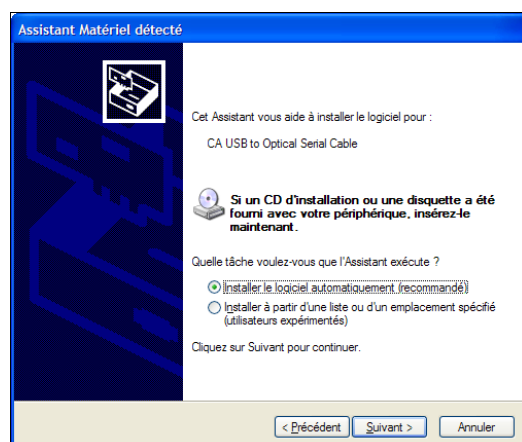 Assistant Matériel détecté
Cet Assistant vous aide à installer le logiciel pour :
CA USB to Optical Serial Cable
Si un CD d'installation ou une disquette a été
fourni avec votre périphérique, insérez-le
maintenant.
Quelle tâche voulez-vous que l'Assistant exécute ?
Installer le logiciel automatiquement (recommandé)
Installer à partir d'une liste ou d'un emplacement spécifié
(utilisateurs expérimentés)
Cliquez sur Suivant pour continuer.
< Précédent Suivant > Annuler